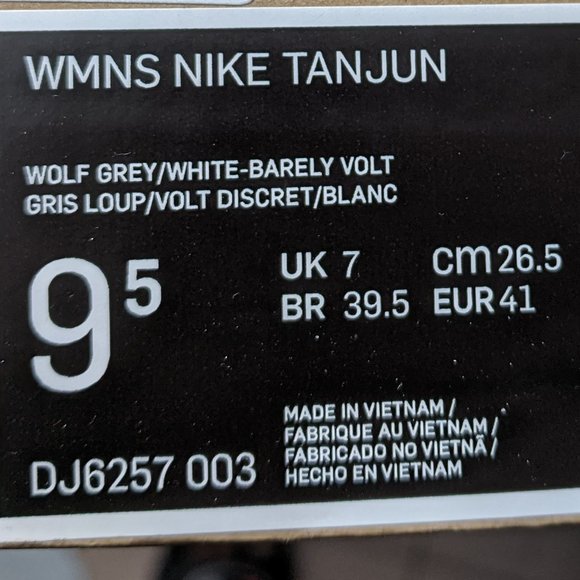 WMNS NIKE TANJUN
WOLF GREY/WHITE-BARELY VOLT
GRIS LOUP/VOLT DISCRET/BLANC
9⁵
UK 7 cm 26.5
BR 39.5 EUR 41
MADE IN VIETNAM /
FABRIQUE AU VIETNAM /
FABRICADO NO VIETNÃ /
HECHO EN VIETNAM
DJ6257 003